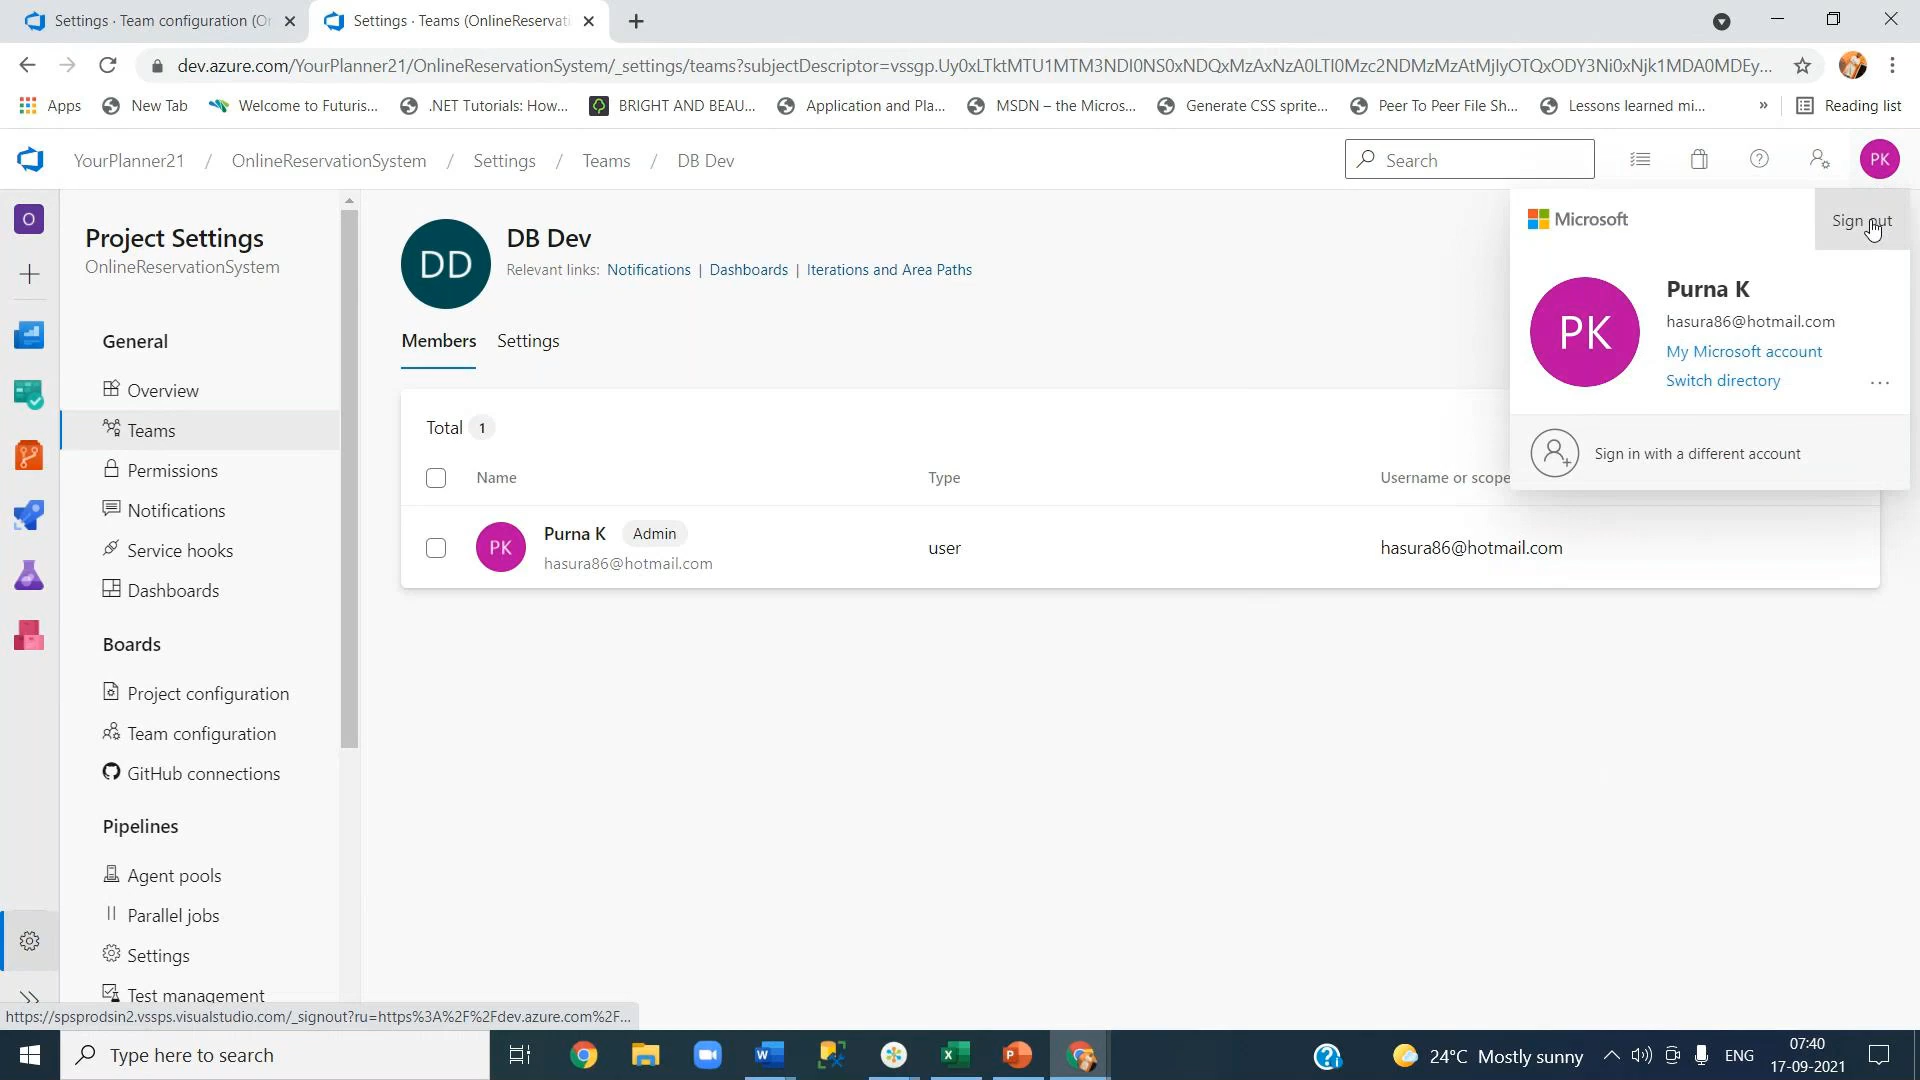 Settings · Team configuration (Or
Settings · Teams (OnlineReservati
dev.azure.com/YourPlanner21/OnlineReservationSystem/_settings/teams?subjectDescriptor=vssgp.Uy0xLTktMTU1MTM3NDI0NS0xNDQxMzAxNzA0LTI0Mzc2NDMzMzAtMjIyOTQxODY3Ni0xNjk1MDA0MDEy...
Apps
New Tab
Welcome to Futuris...
.NET Tutorials: How...
BRIGHT AND BEAU...
Application and Pla...
MSDN – the Micros...
Generate CSS sprite...
Peer To Peer File Sh...
Lessons learned mi...
»
Reading list
YourPlanner21 / OnlineReservationSystem / Settings / Teams / DB Dev
Search
PK
O
Project Settings
OnlineReservationSystem
General
Overview
Teams
Permissions
Notifications
Service hooks
Dashboards
Boards
Project configuration
Team configuration
GitHub connections
Pipelines
Agent pools
Parallel jobs
Settings
Test management
DD
DB Dev
Relevant links: Notifications | Dashboards | Iterations and Area Paths
Members Settings
Total 1
Name Type Username or scope
PK Purna K Admin user hasura86@hotmail.com
hasura86@hotmail.com
Microsoft
Sign out
PK
Purna K
hasura86@hotmail.com
My Microsoft account
Switch directory
...
Sign in with a different account
https://spsprodsin2.vssps.visualstudio.com/_signout?ru=https%3A%2F%2Fdev.azure.com%2F...
Type here to search
24°C Mostly sunny
ENG
07:40
17-09-2021